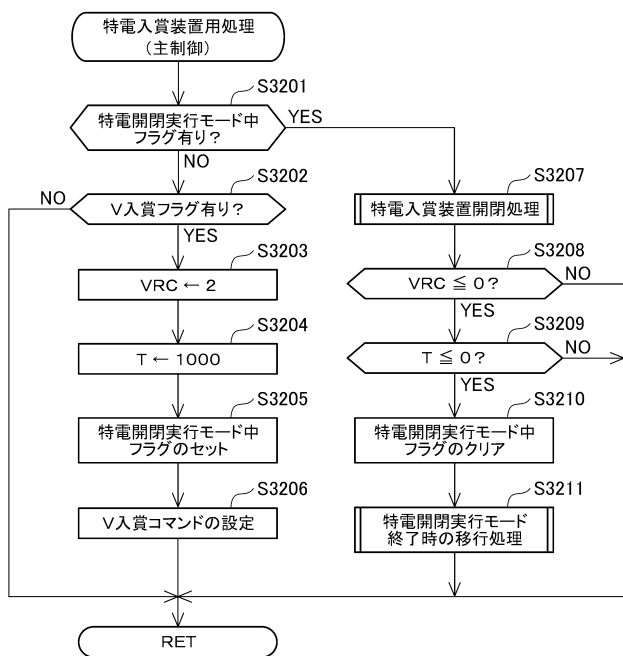 特電入賞装置用処理
(主制御)
S3201
特電開閉実行モード中
フラグ有り？
YES
NO
S3202
NO
V入賞フラグ有り？
YES
S3203
VRC ← 2
S3204
T ← 1000
S3205
特電開閉実行モード中
フラグのセット
S3206
V入賞コマンドの設定
S3207
特電入賞装置開閉処理
S3208
VRC ≦ 0？
NO
YES
S3209
T ≦ 0？
NO
YES
S3210
特電開閉実行モード中
フラグのクリア
S3211
特電開閉実行モード
終了時の移行処理
RET